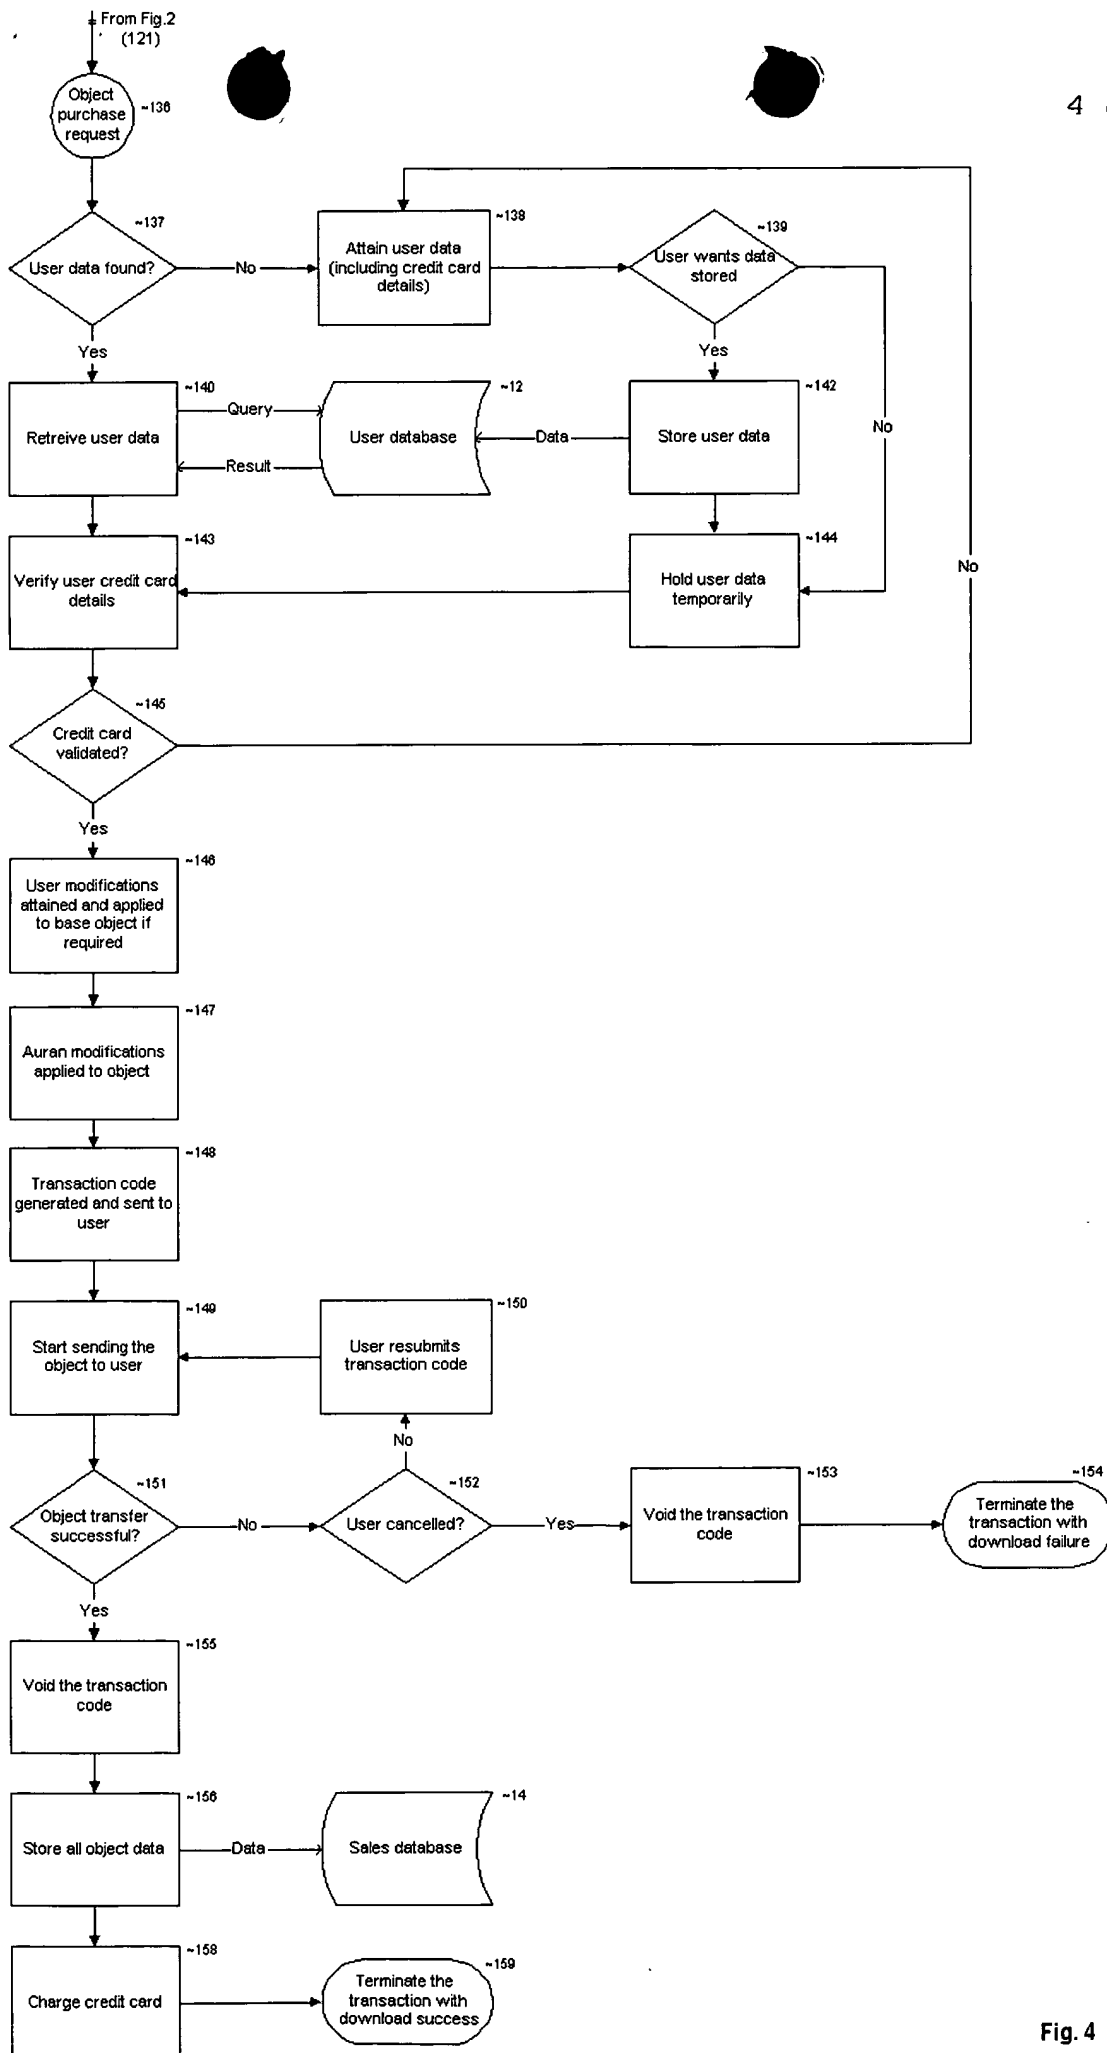 From Fig.2
(121)
Object
purchase
request
~136
4
~137
User data found?
No
~138
Attain user data
(including credit card
details)
~139
User wants data
stored
Yes
Yes
~140
Retreive user data
Query
Result
~12
User database
Data
~142
Store user data
No
~143
Verify user credit card
details
~144
Hold user data
temporarily
No
~145
Credit card
validated?
Yes
~146
User modifications
attained and applied
to base object if
required
~147
Auran modifications
applied to object
~148
Transaction code
generated and sent to
user
~149
Start sending the
object to user
~150
User resubmits
transaction code
No
~151
Object transfer
successful?
No
~152
User cancelled?
Yes
~153
Void the transaction
code
~154
Terminate the
transaction with
download failure
Yes
~155
Void the transaction
code
~156
Store all object data
Data
~14
Sales database
~158
Charge credit card
~159
Terminate the
transaction with
download success
Fig. 4